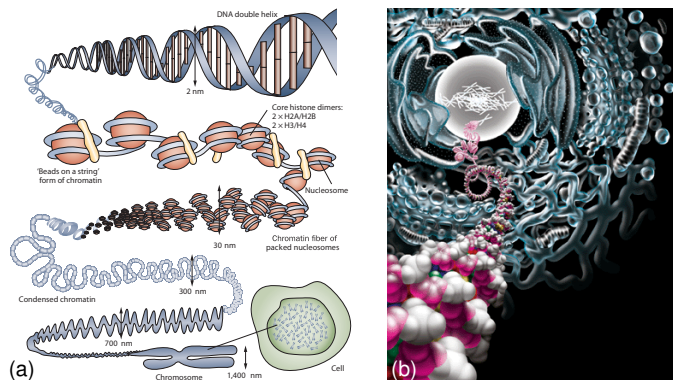 DNA double helix
2 nm
Core histone dimers:
2 × H2A/H2B
2 × H3/H4
'Beads on a string'
form of chromatin
Nucleosome
30 nm
Chromatin fiber of
packed nucleosomes
300 nm
Condensed chromatin
700 nm
Cell
Chromosome
1,400 nm
(a)
(b)